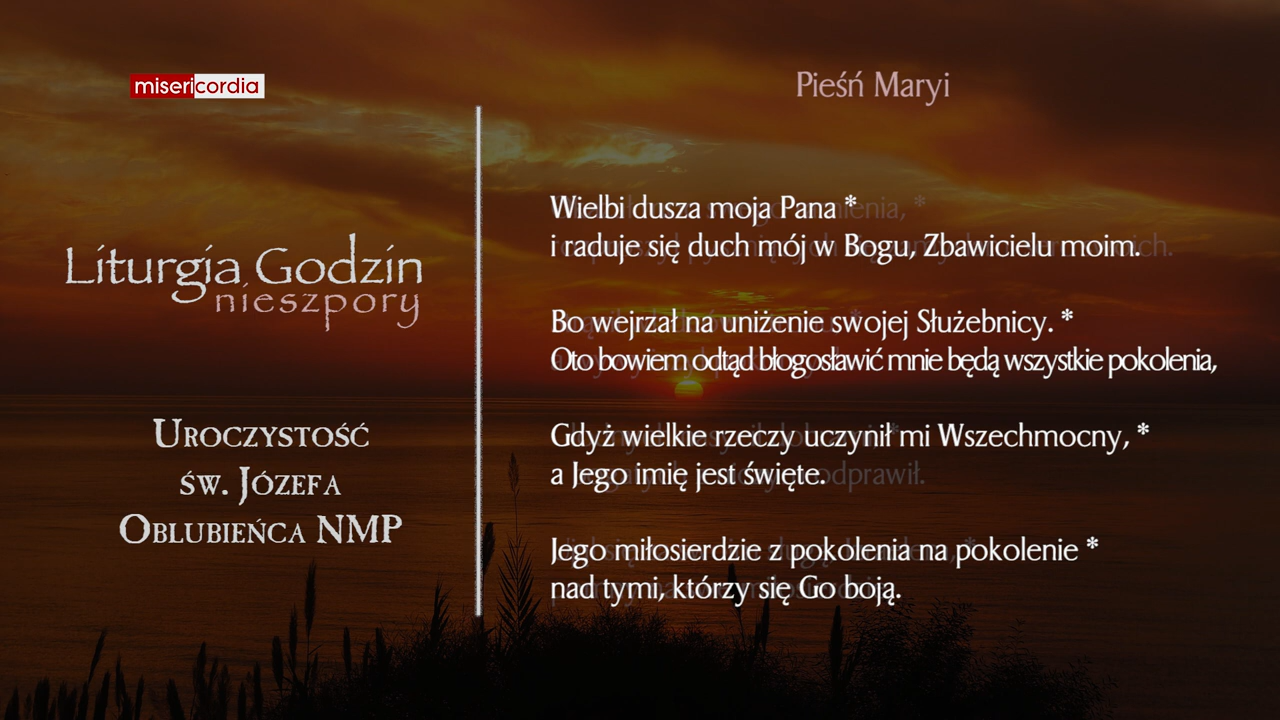 misericordia
Liturgia Godzin
nieszpory
Uroczystość
św. Józefa
Oblubieńca NMP
Pieśń Maryi
Wielbi dusza moja Pana *
i raduje się duch mój w Bogu, Zbawicielu moim.
Bo wejrzał na uniżenie swojej Służebnicy. *
Oto bowiem odtąd błogosławić mnie będą wszystkie pokolenia,
Gdyż wielkie rzeczy uczynił mi Wszechmocny, *
a Jego imię jest święte.
Jego miłosierdzie z pokolenia na pokolenie *
nad tymi, którzy się Go boją.